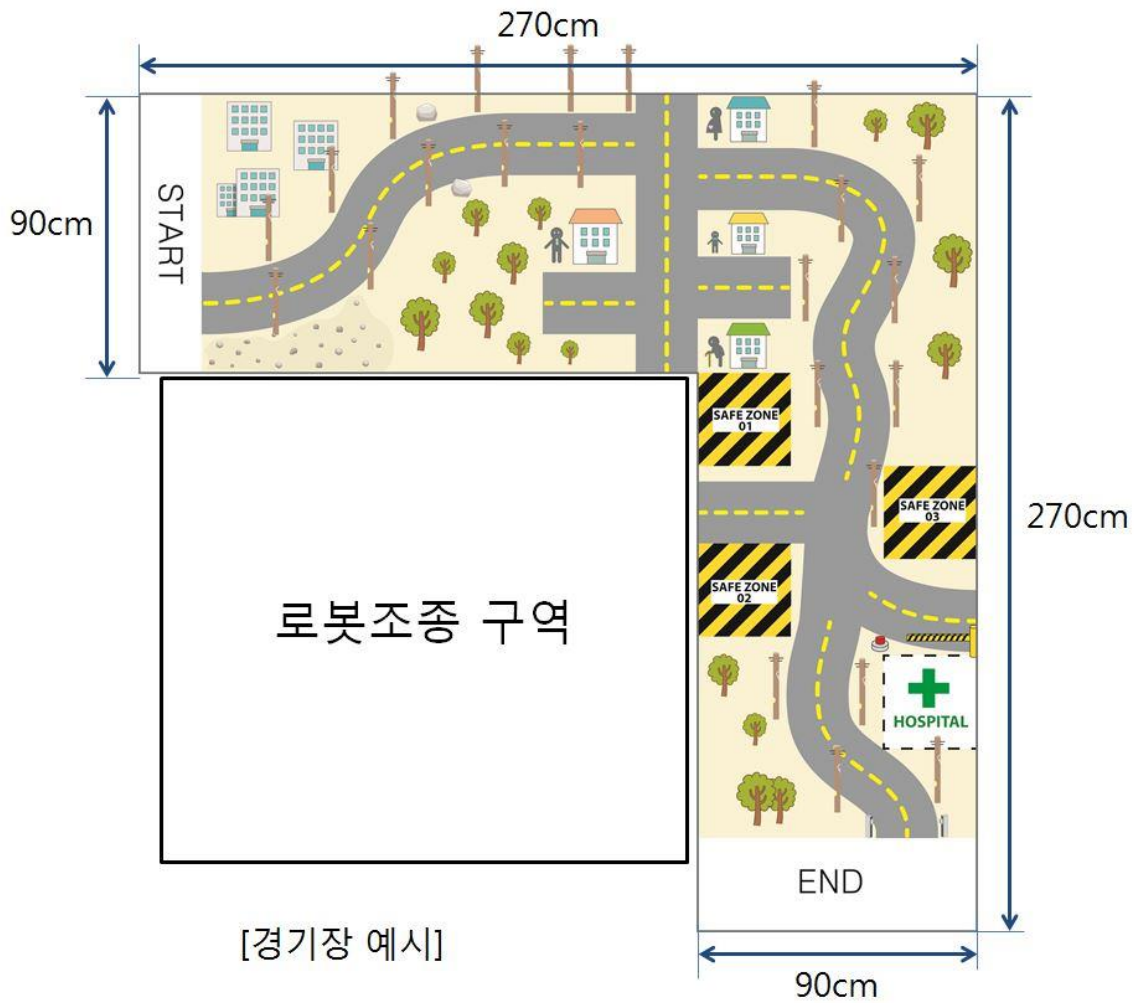 270cm
90cm
START
SAFE ZONE
01
SAFE ZONE
03
270cm
SAFE ZONE
02
로봇조종 구역
HOSPITAL
END
[경기장 예시]
90cm